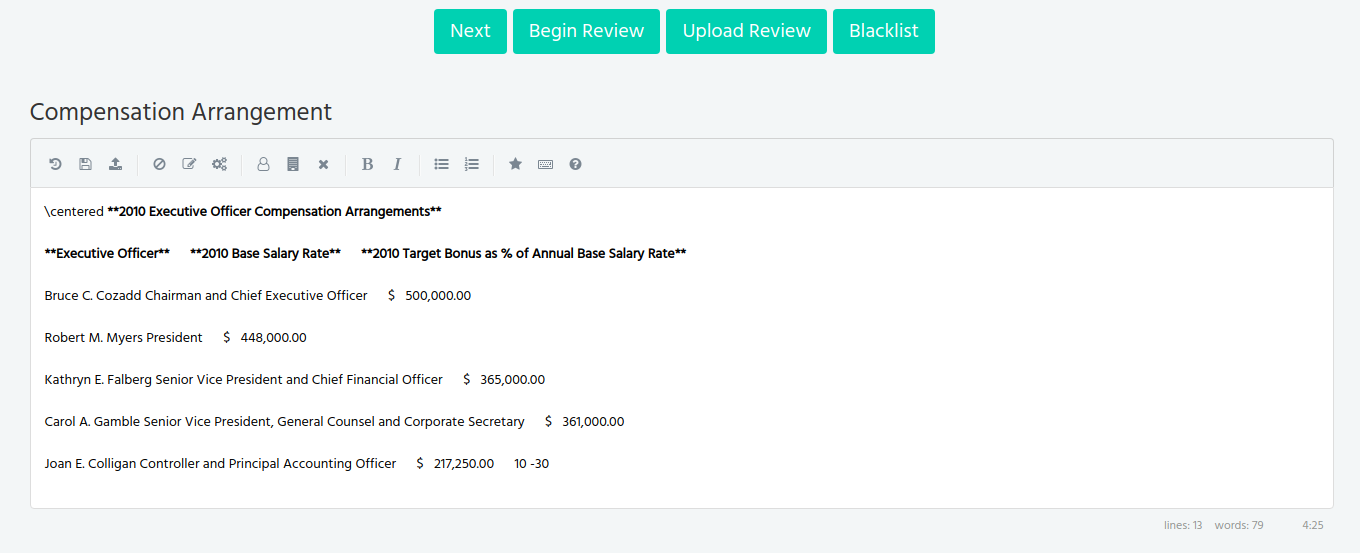 Next Begin Review Upload Review Blacklist
Compensation Arrangement
B I
\centered **2010 Executive Officer Compensation Arrangements**
**Executive Officer** **2010 Base Salary Rate** **2010 Target Bonus as % of Annual Base Salary Rate**
Bruce C. Cozadd Chairman and Chief Executive Officer $ 500,000.00
Robert M. Myers President $ 448,000.00
Kathryn E. Falberg Senior Vice President and Chief Financial Officer $ 365,000.00
Carol A. Gamble Senior Vice President, General Counsel and Corporate Secretary $ 361,000.00
Joan E. Colligan Controller and Principal Accounting Officer $ 217,250.00 10 -30
lines: 13 words: 79 4:25